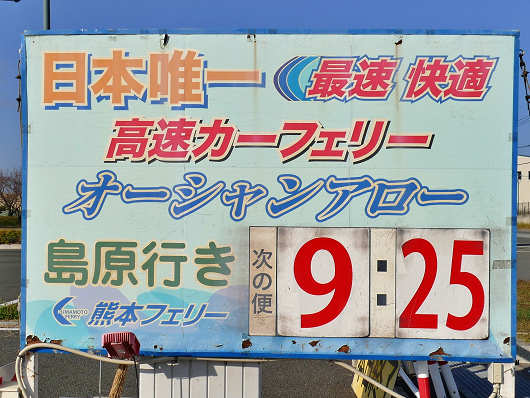 日本唯一 最速 快適
高速カーフェリー
オーシャンアロー
島原行き
次の便 9:25
KUMAMOTO FERRY 熊本フェリー